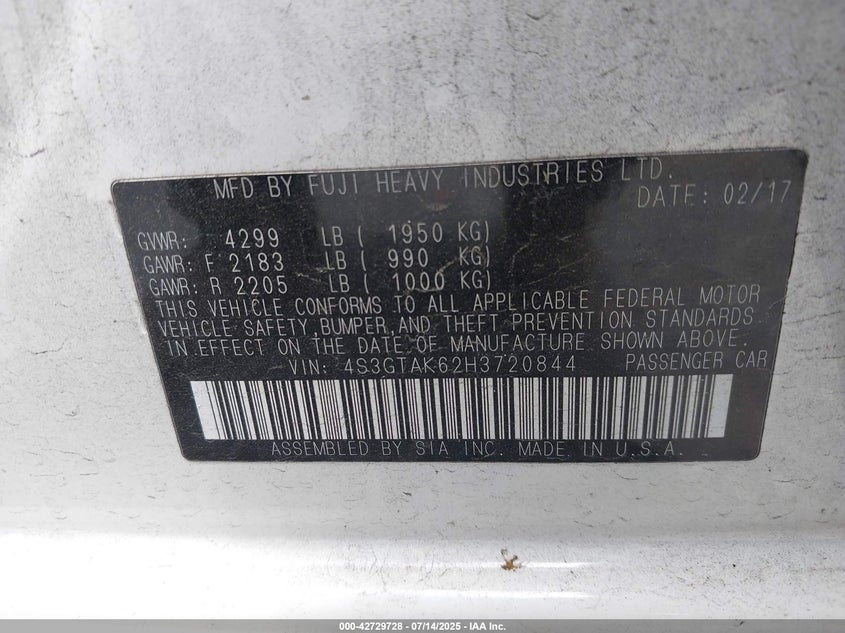 MFD BY FUJI HEAVY INDUSTRIES LTD.
DATE: 02/17
GVWR: 4299 LB ( 1950 KG)
GAWR: F 2183 LB ( 990 KG)
GAWR: R 2205 LB ( 1000 KG)
THIS VEHICLE CONFORMS TO ALL APPLICABLE FEDERAL MOTOR
VEHICLE SAFETY BUMPER, AND THEFT PREVENTION STANDARDS
IN EFFECT ON THE DATE OF MANUFACTURE SHOWN ABOVE.
VIN: 4S3GTAK62H3720844 PASSENGER CAR
ASSEMBLED BY SIA INC. MADE IN U.S.A.
000-42729728 - 07/14/2025 - IAA Inc.